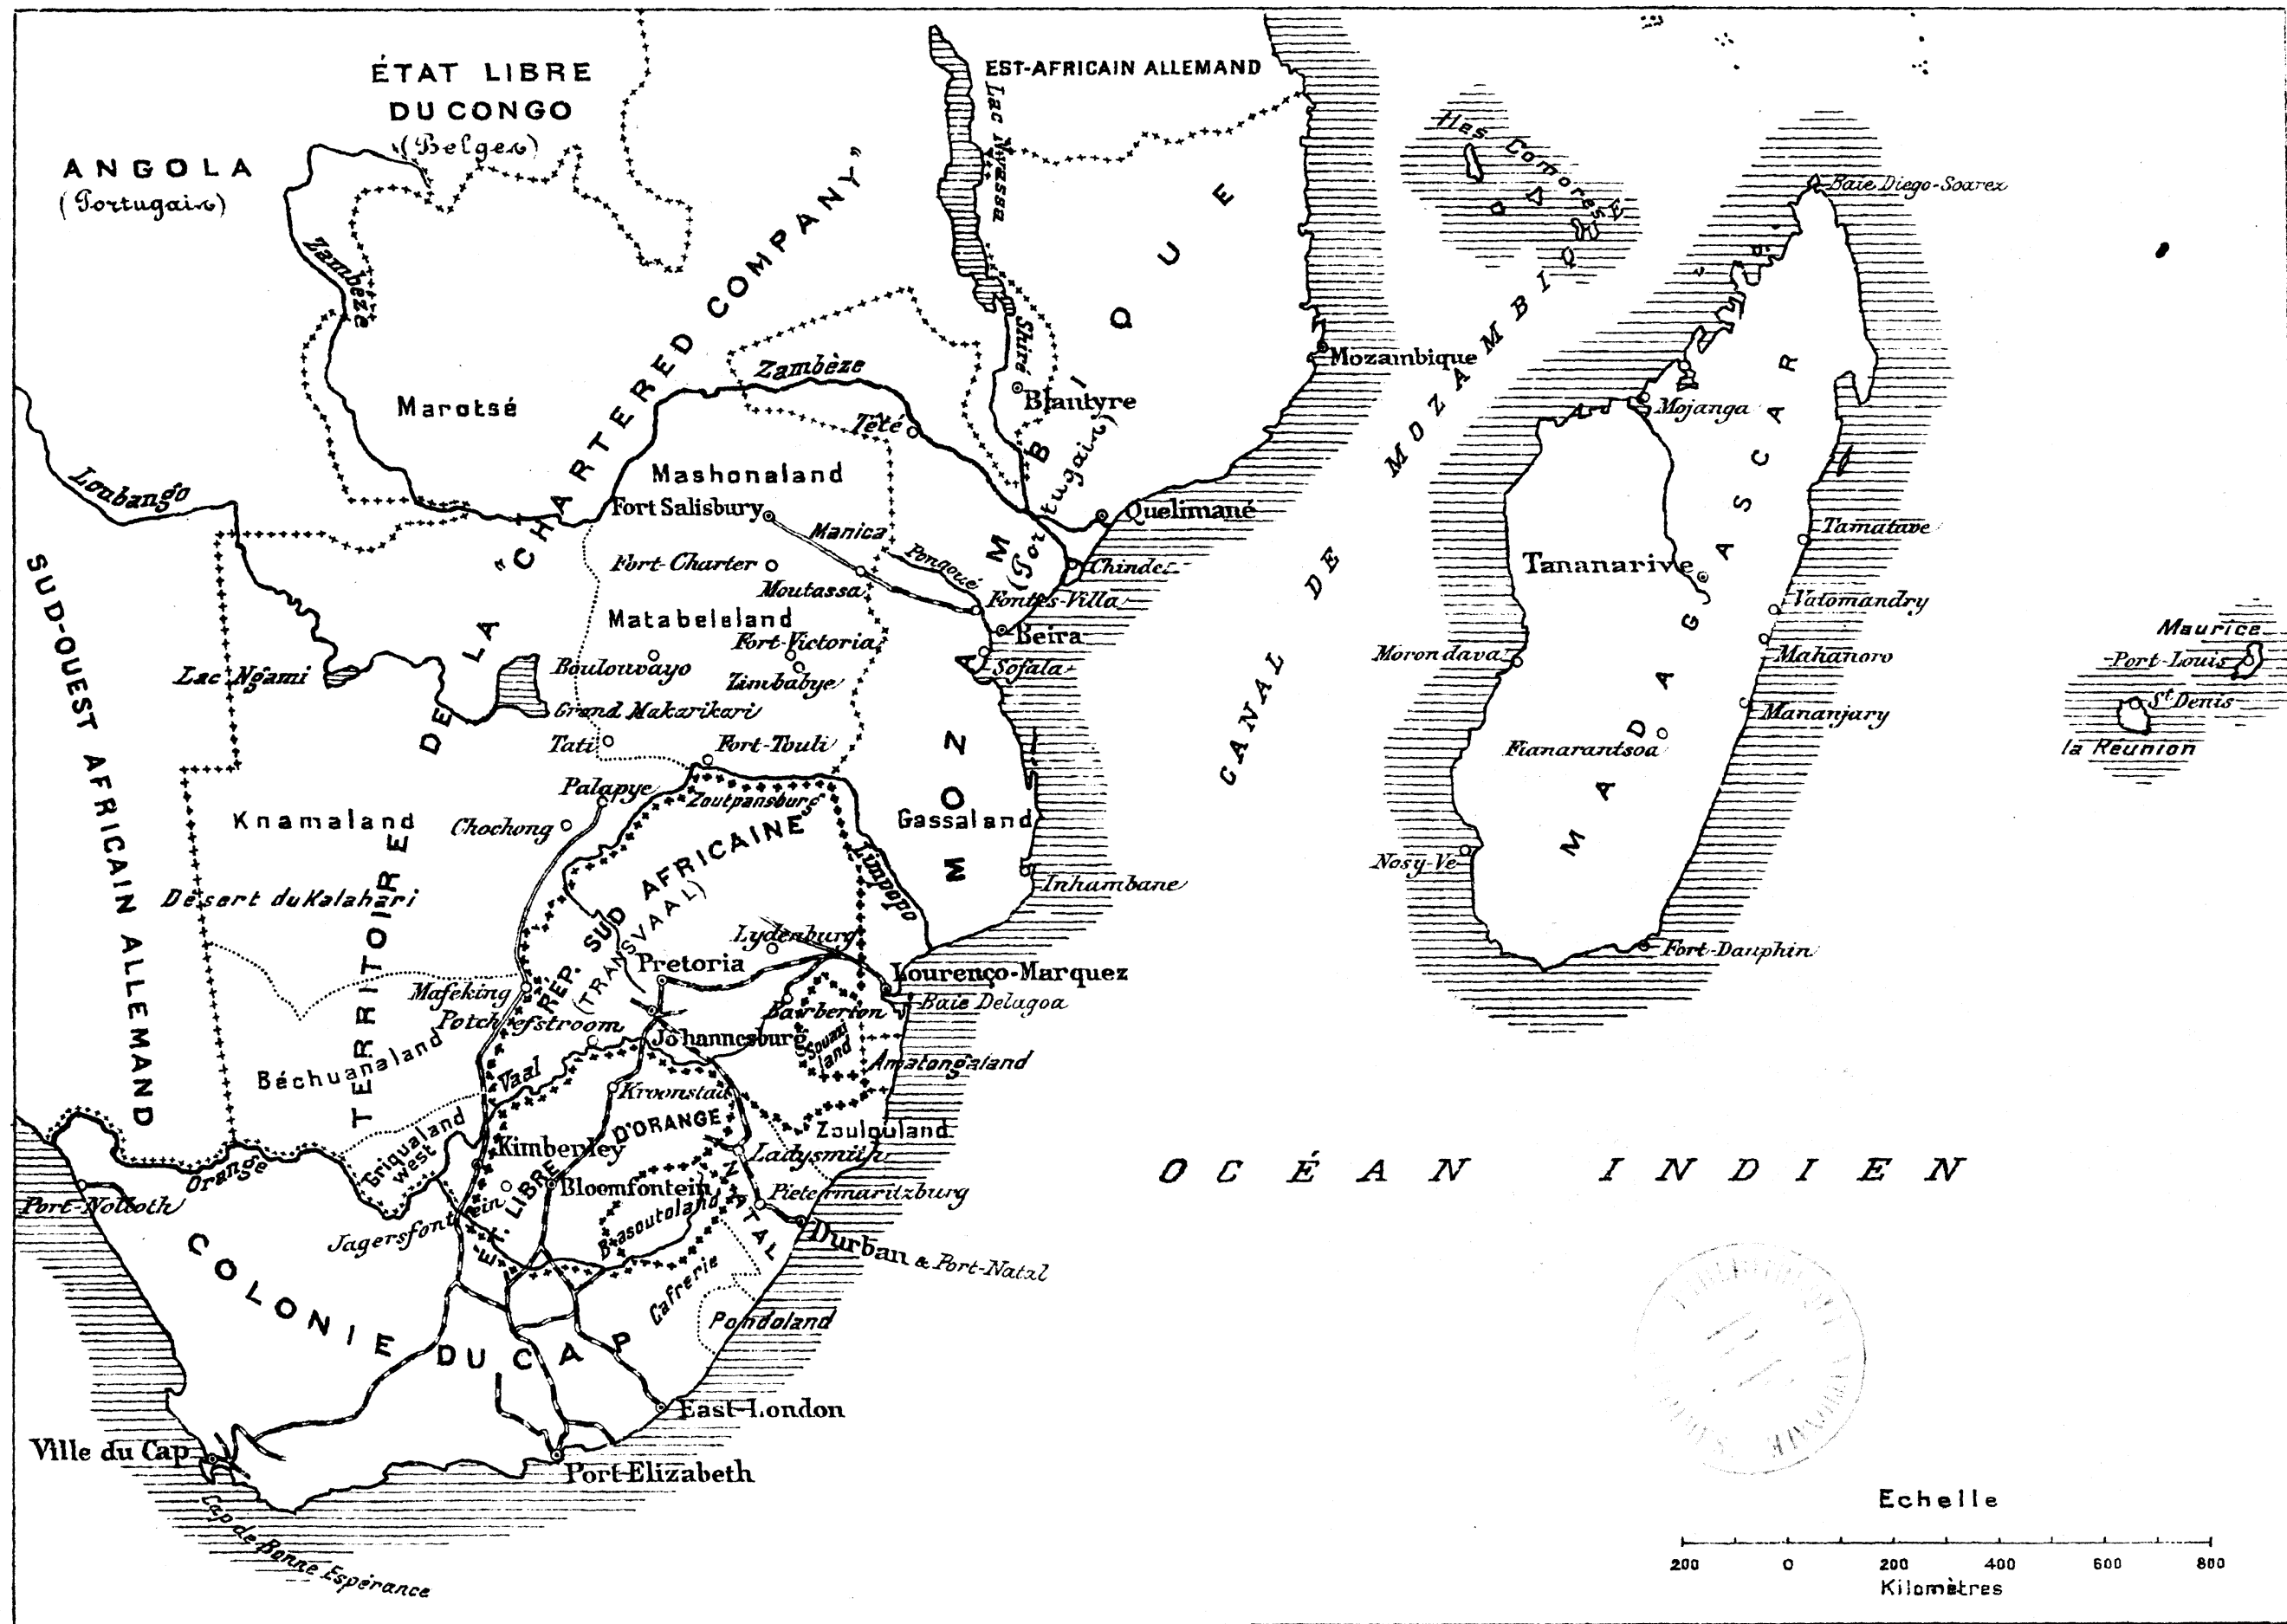 ÉTAT LIBRE
DU CONGO
(Belges)
ANGOLA
(Portugais)
EST-AFRICAIN ALLEMAND
Lac Nyassa
Iles Comores
Baie Diego-Soarez
Zambèze
TERRITOIRE DE LA "CHARTERED COMPANY"
MOZAMBIQUE
(Portugais)
CANAL DE MOZAMBIQUE
Shiré
Zambèze
Mozambique
Marotsé
Blantyre
Mojanga
Têté
Mashonaland
Loubango
Fort Salisbury
Quelimané
Manica
Tamatave
MADAGASCAR
Pongoué
Fort-Charter
Chinde
Tananarive
Moutassa
Fontes-Villa
Vatomandry
SUD-OUEST AFRICAIN ALLEMAND
Matabeleland
Beira
Maurice
Fort-Victoria
Morondava
Mahanoro
Port-Louis
Lac Ngami
Boulouwayo
Sofala
Zimbabye
St Denis
Grand Makarikari
Mananjary
Tati
Fort-Touli
Fianarantsoa
la Réunion
Palapye
Zoutpansburg
Knamaland
Chochong
Gassaland
Limpopo
Nosy-Ve
Inhambane
Désert du Kalahari
RÉP. SUD AFRICAINE
(TRANSVAAL)
Lydenburg
Fort-Dauphin
Pretoria
Lourenço-Marquez
Mafeking
Baie Delagoa
Barberton
Potchefstroom
Johannesburg
Souaziland
Béchuanaland
Amatongaland
Vaal
Kroonstad
É. LIBRE D'ORANGE
Zoulouland
Griqualand West
Kimberley
Ladysmith
OCÉAN INDIEN
Orange
Bloomfontein
Pietermaritzburg
Port-Nolloth
Basoutoland
NATAL
Jagersfontein
Durban & Port-Natal
Cafrerie
COLONIE DU CAP
Pondoland
East-London
Ville du Cap
Port-Elizabeth
Cap de Bonne Espérance
Echelle
200 0 200 400 600 800
Kilomètres